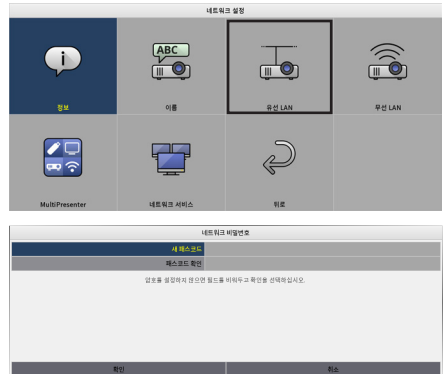 네트워크 설정
ABC
정보
이름
유선 LAN
무선 LAN
MultiPresenter
네트워크 서비스
뒤로
네트워크 비밀번호
새 패스코드
패스코드 확인
암호를 설정하지 않으면 필드를 비워두고 확인을 선택하십시오.
확인
취소